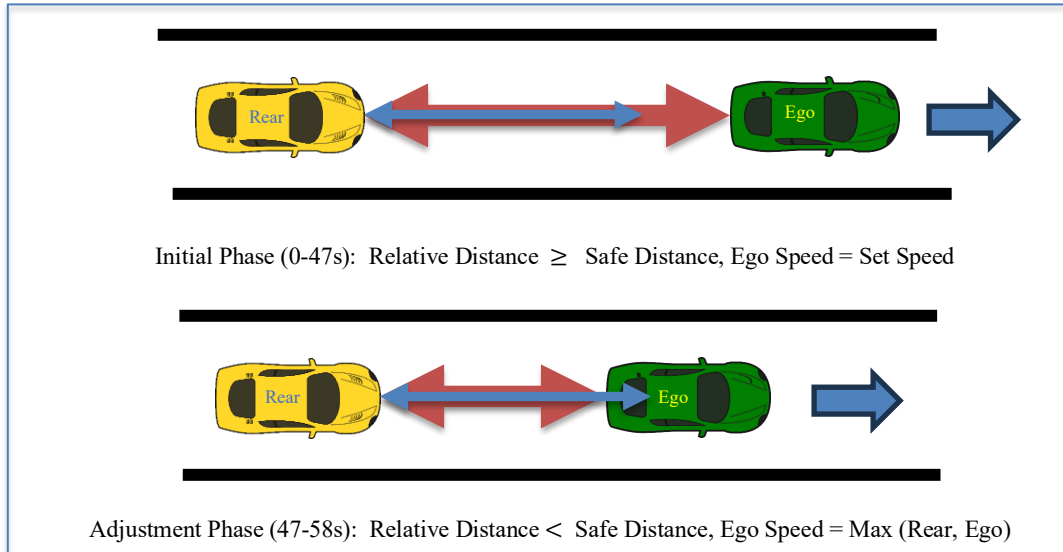 Rear Ego
Initial Phase (0-47s): Relative Distance ≥ Safe Distance, Ego Speed = Set Speed
Rear Ego
Adjustment Phase (47-58s): Relative Distance < Safe Distance, Ego Speed = Max (Rear, Ego)